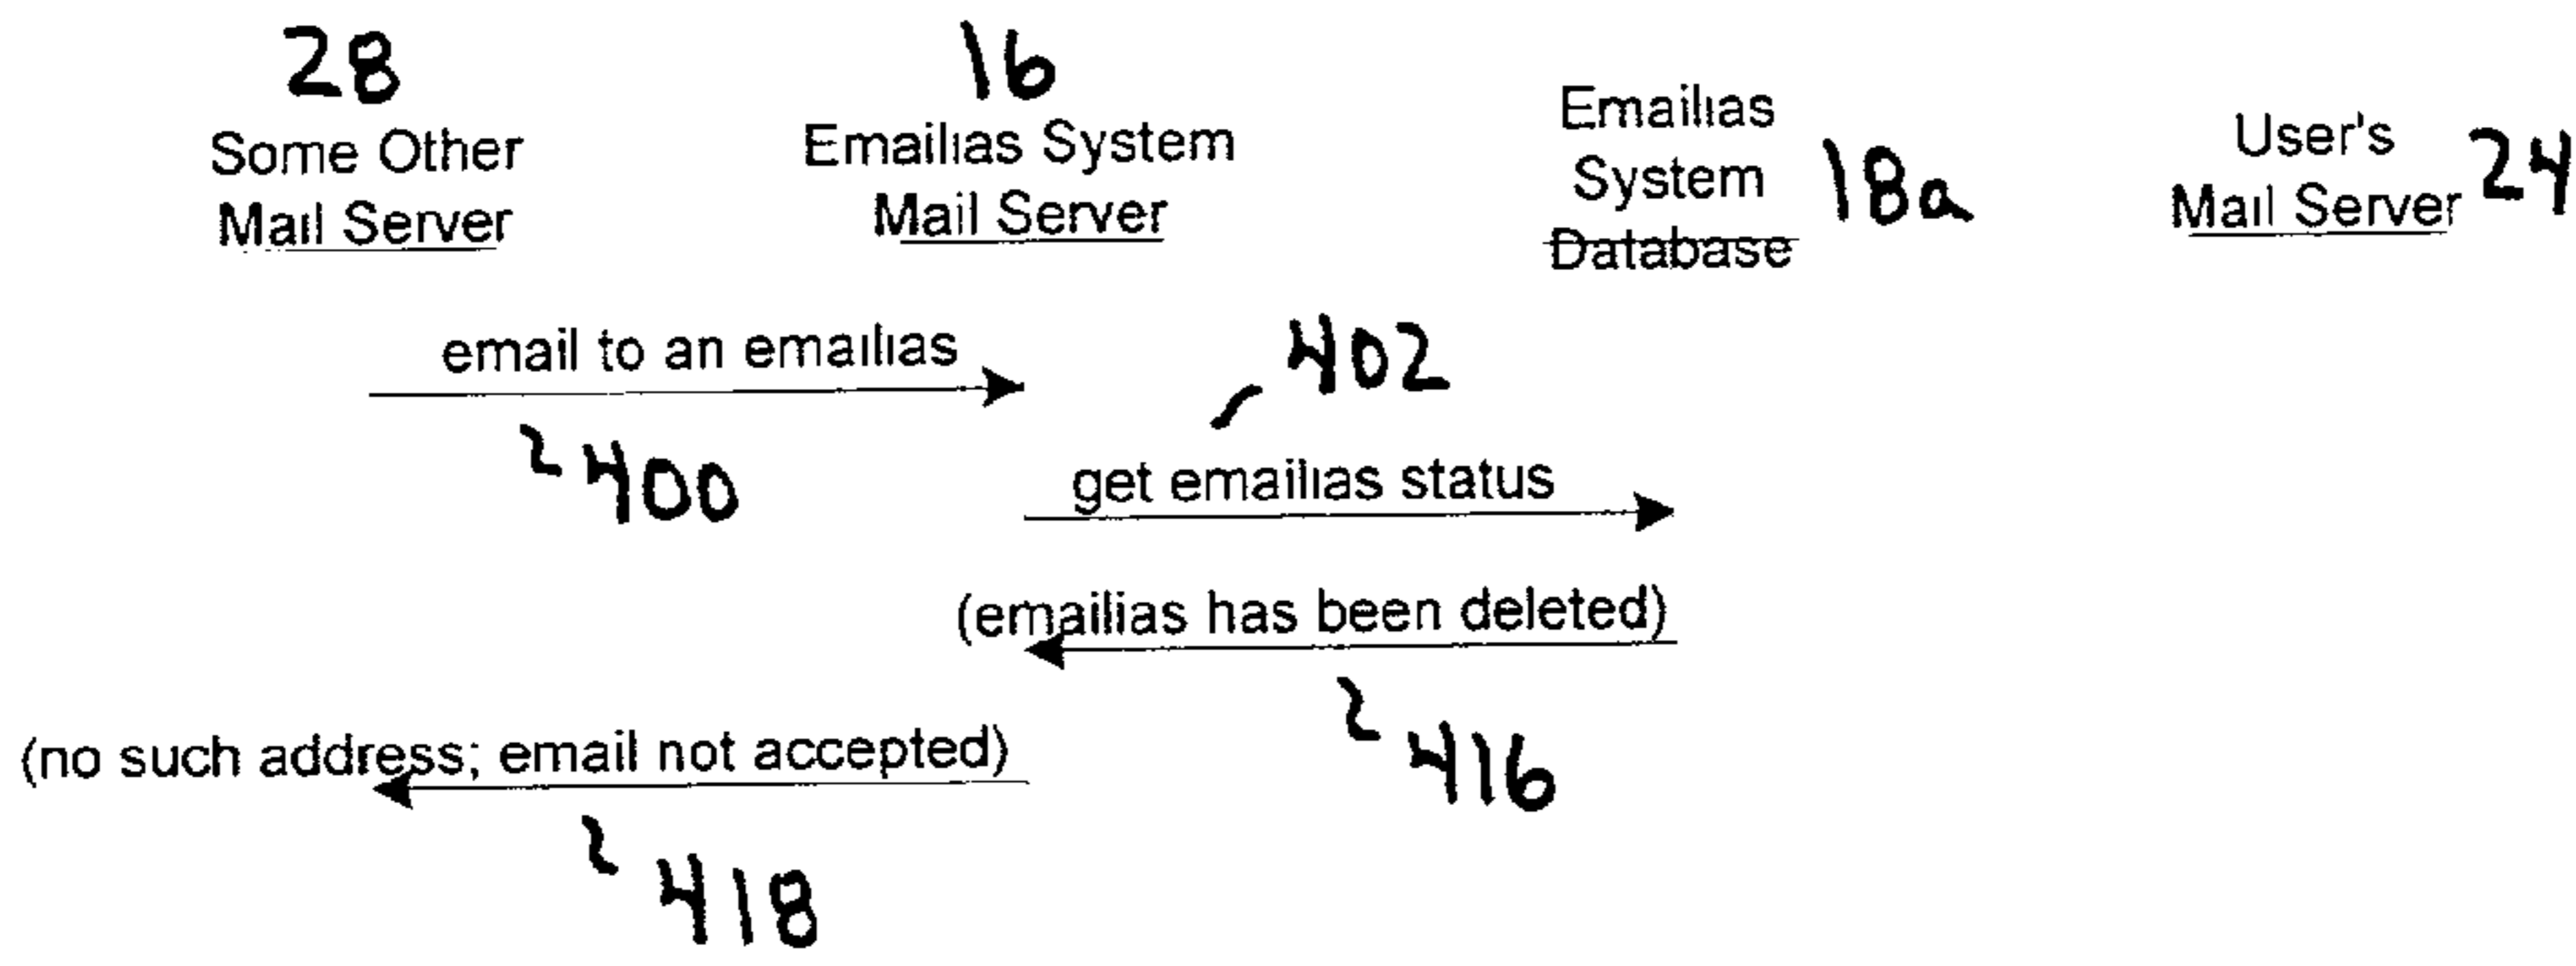 28
Some Other
Mail Server
16
Emailias System
Mail Server
Emailias
System
Database
18a
User's
Mail Server
24
email to an emailias
400
402
get emailias status
(emailias has been deleted)
416
(no such address; email not accepted)
418